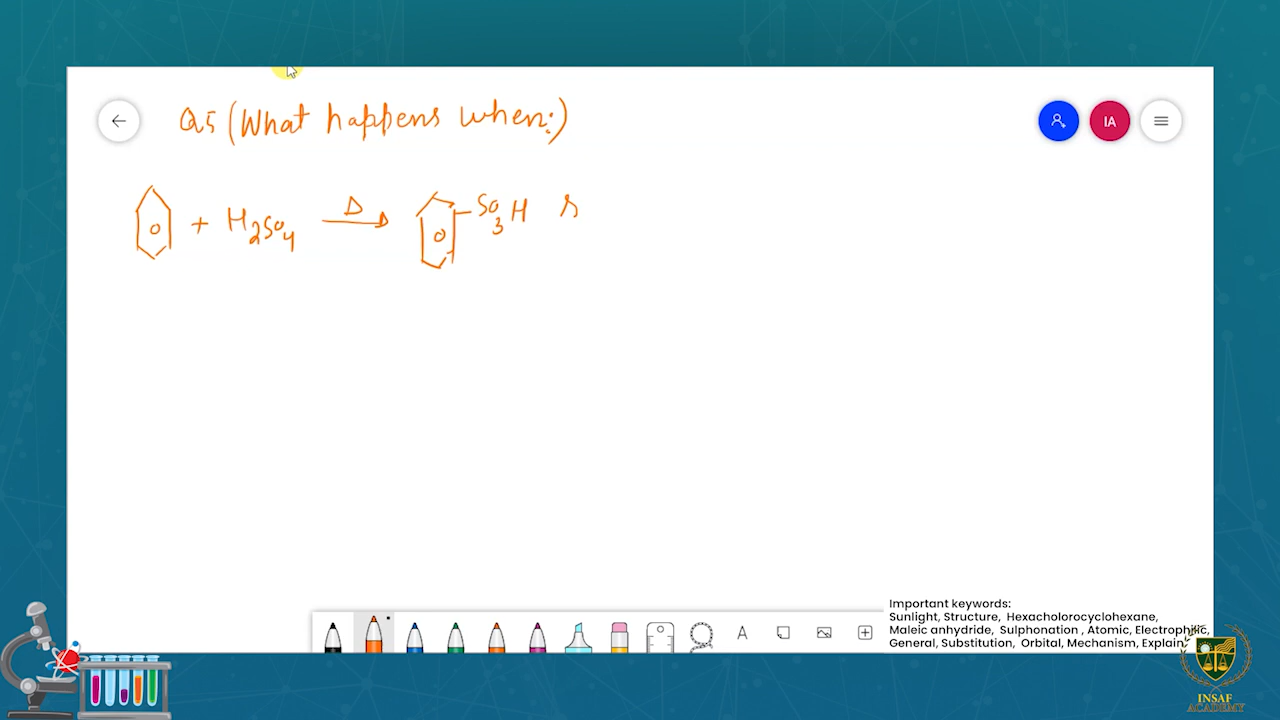 Q5 (What happens when:)
IA
+ H2SO4 Δ SO3H
Important keywords:
Sunlight, Structure, Hexacholorocyclohexane,
Maleic anhydride, Sulphonation , Atomic, Electrophilic,
General, Substitution, Orbital, Mechanism, Explain
A
INSAF
ACADEMY